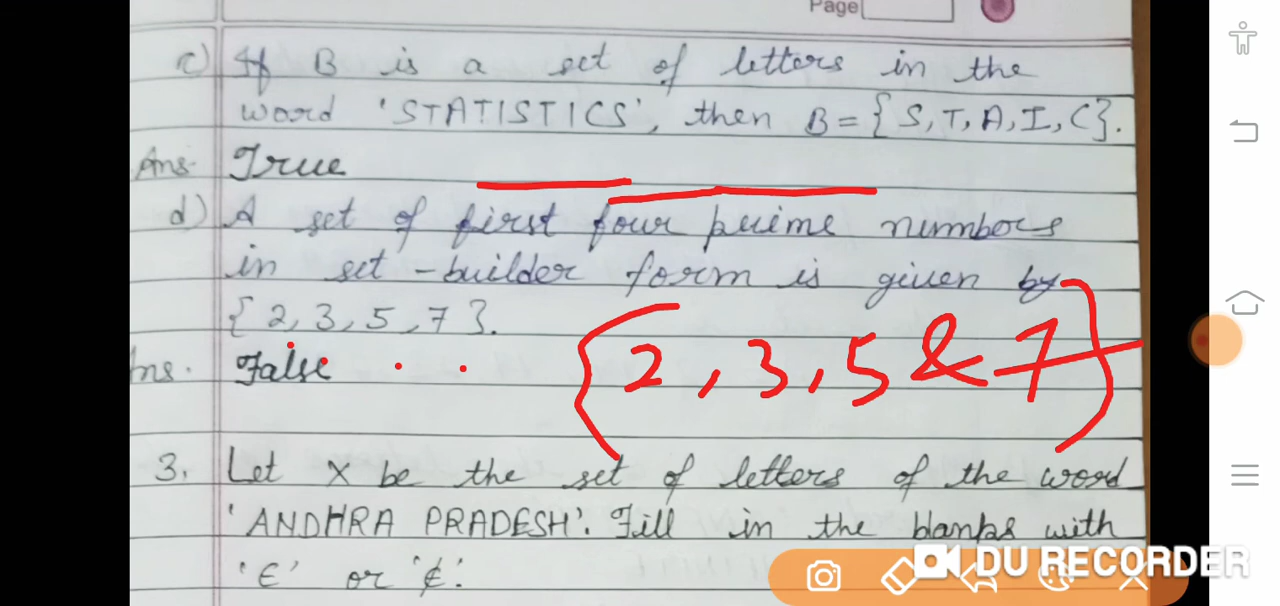 Page
c) If B is a set of letters in the
word 'STATISTICS', then B = {S, T, A, I, C}.
Ans. True
d) A set of first four prime numbers
in set-builder form is given by
{2, 3, 5, 7}.
Ans. False
{2, 3, 5 & 7}
3. Let X be the set of letters of the word
'ANDHRA PRADESH'. Fill in the blanks with
'∈' or '∉'.
DU RECORDER